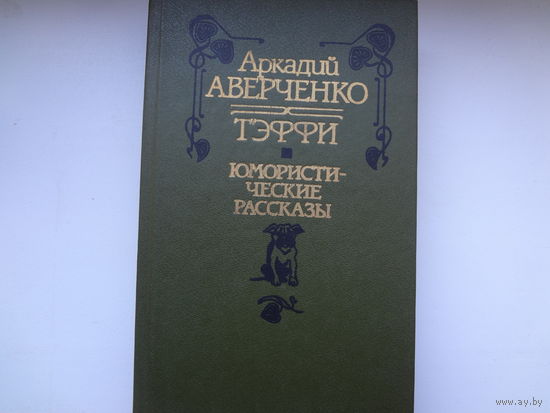 Аркадий
АВЕРЧЕНКО
ТЭФФИ
ЮМОРИСТИ-
ЧЕСКИЕ
РАССКАЗЫ
www.ay.by